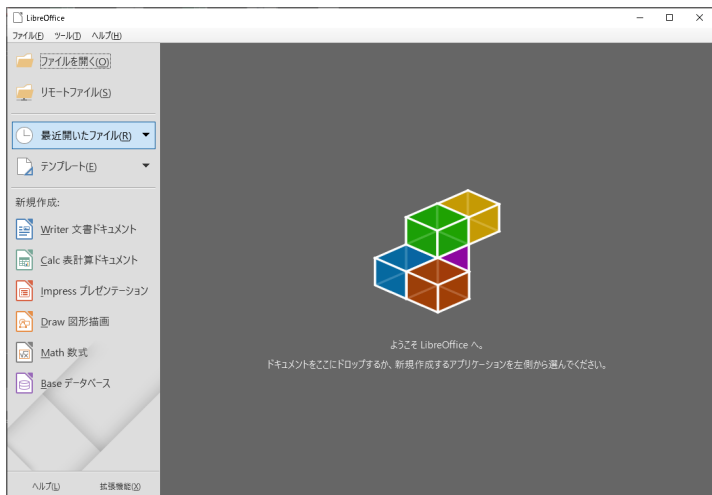 LibreOffice
ファイル(F) ツール(T) ヘルプ(H)
ファイルを開く(O)
リモートファイル(S)
最近開いたファイル(R)
テンプレート(E)
新規作成:
Writer 文書ドキュメント
Calc 表計算ドキュメント
Impress プレゼンテーション
Draw 図形描画
Math 数式
Base データベース
ヘルプ(L) 拡張機能(X)
ようこそ LibreOffice へ。
ドキュメントをここにドロップするか、新規作成するアプリケーションを左側から選んでください。